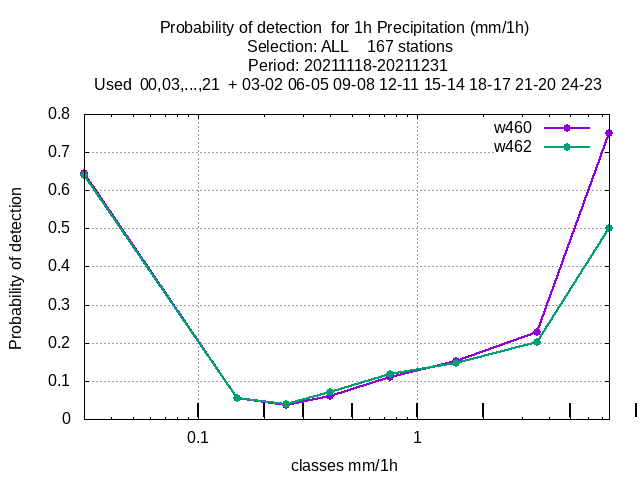 Probability of detection  for 1h Precipitation (mm/1h)
Selection: ALL    167 stations
Period: 20211118-20211231
Used  00,03,...,21  + 03-02 06-05 09-08 12-11 15-14 18-17 21-20 24-23
w460
w462
0.8
0.7
0.6
0.5
0.4
0.3
0.2
0.1
0
Probability of detection
0.1 1
classes mm/1h